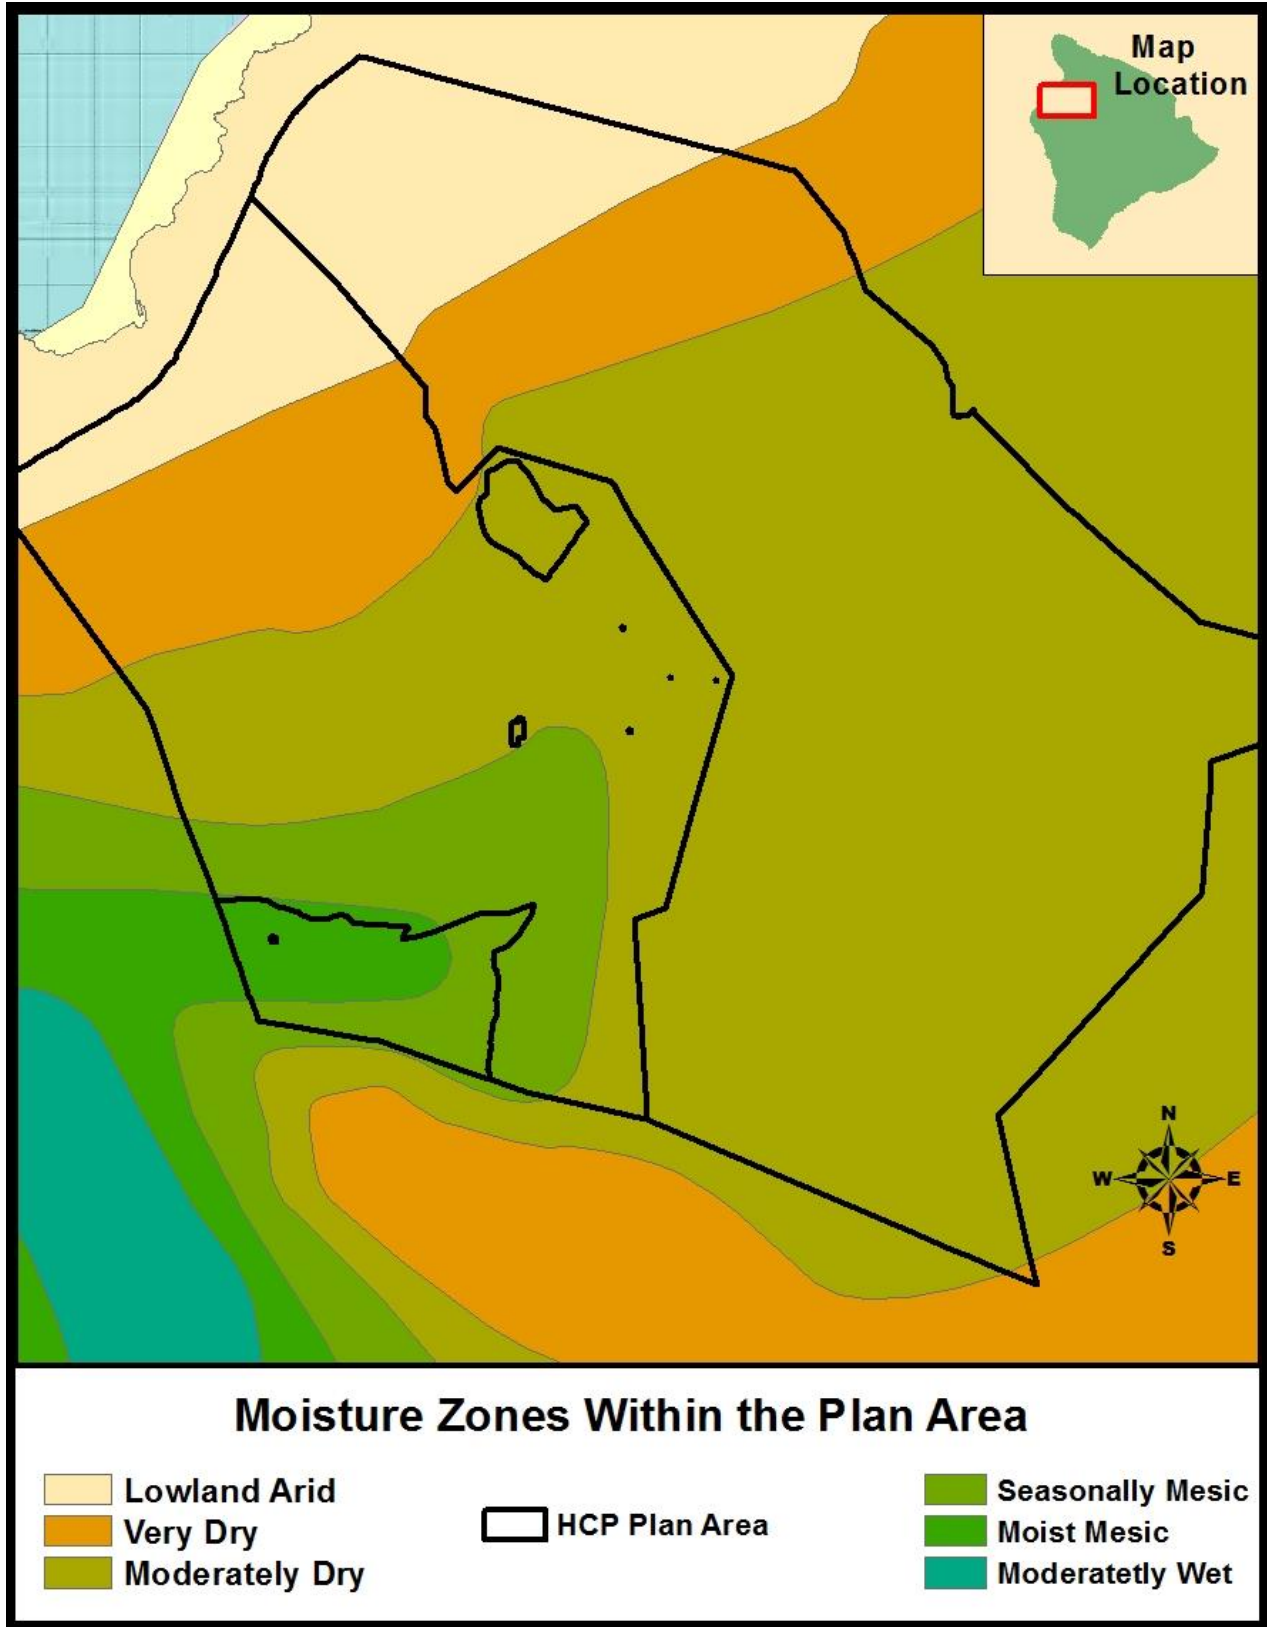 Map
Location
N
W E
S
Moisture Zones Within the Plan Area
Lowland Arid
Very Dry
Moderately Dry
HCP Plan Area
Seasonally Mesic
Moist Mesic
Moderatetly Wet